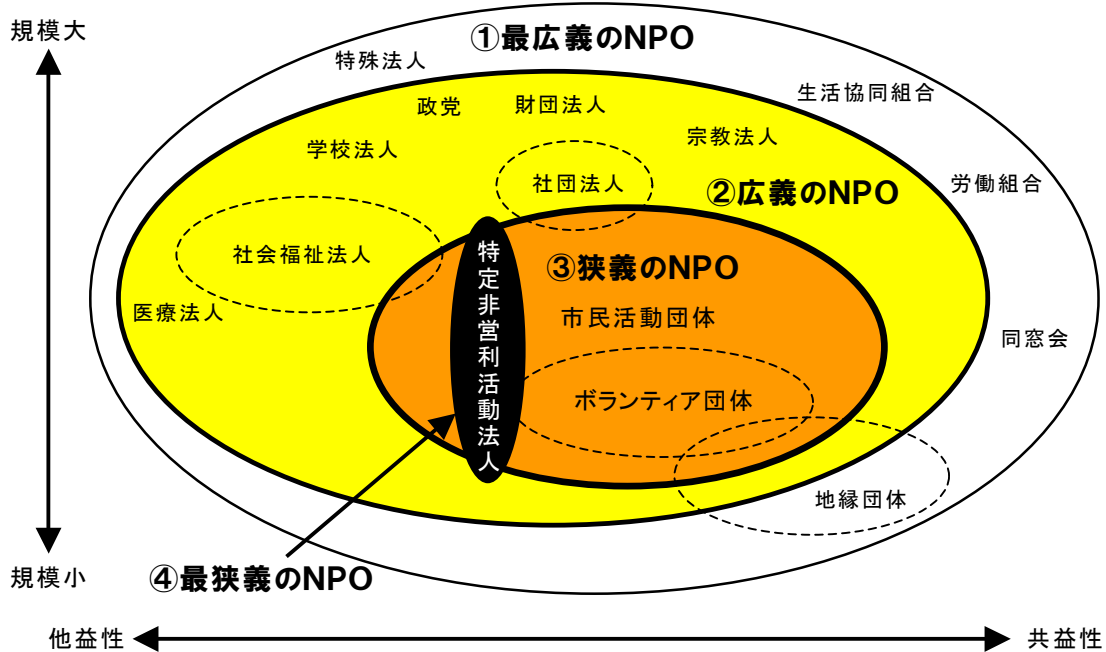 規模大
①最広義のNPO
特殊法人
生活協同組合
政党
財団法人
宗教法人
学校法人
社団法人
②広義のNPO
労働組合
社会福祉法人
特定非営利活動法人
③狭義のNPO
医療法人
市民活動団体
同窓会
ボランティア団体
地縁団体
規模小
④最狭義のNPO
他益性
共益性